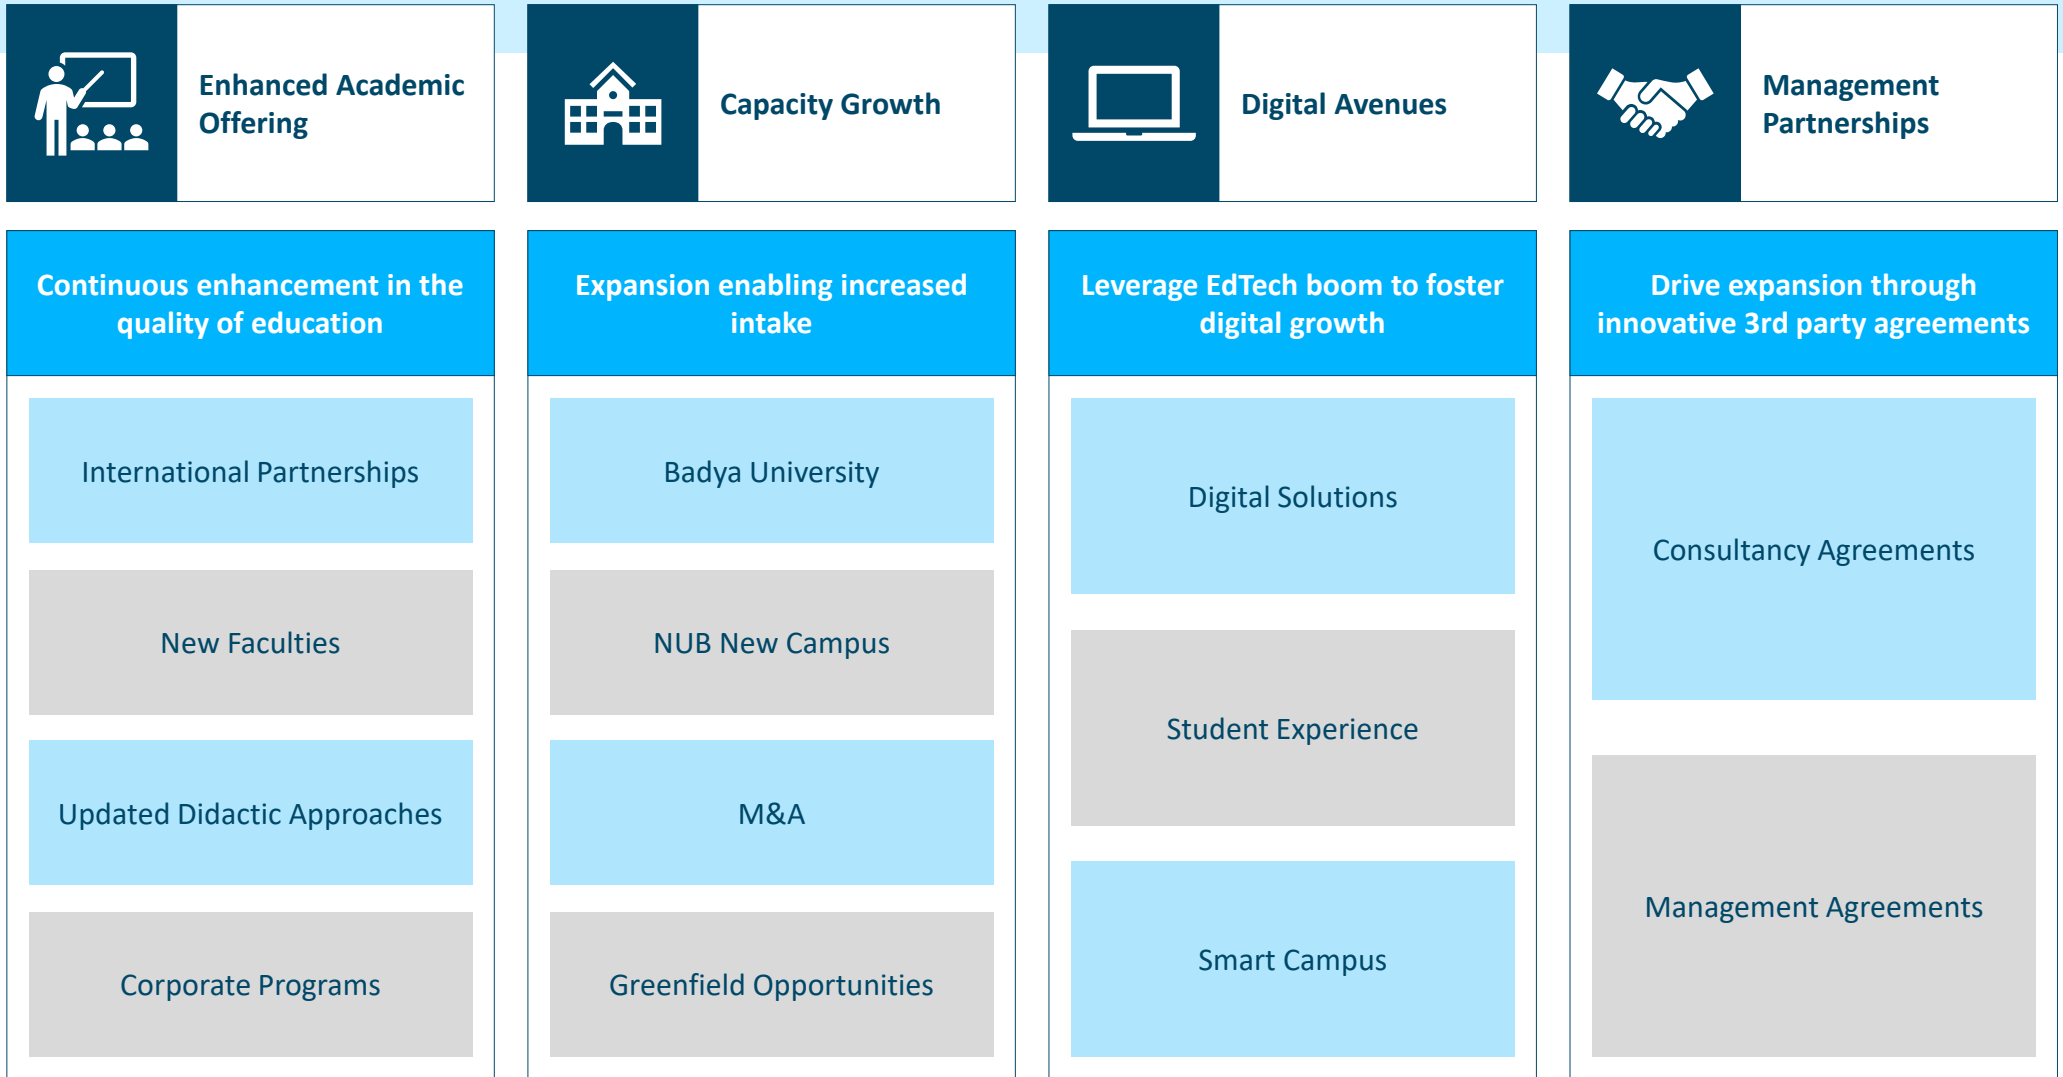 Enhanced Academic
Offering
Capacity Growth
Digital Avenues
Management
Partnerships
Continuous enhancement in the
quality of education
International Partnerships
New Faculties
Updated Didactic Approaches
Corporate Programs
Expansion enabling increased
intake
Badya University
NUB New Campus
M&A
Greenfield Opportunities
Leverage EdTech boom to foster
digital growth
Digital Solutions
Student Experience
Smart Campus
Drive expansion through
innovative 3rd party agreements
Consultancy Agreements
Management Agreements